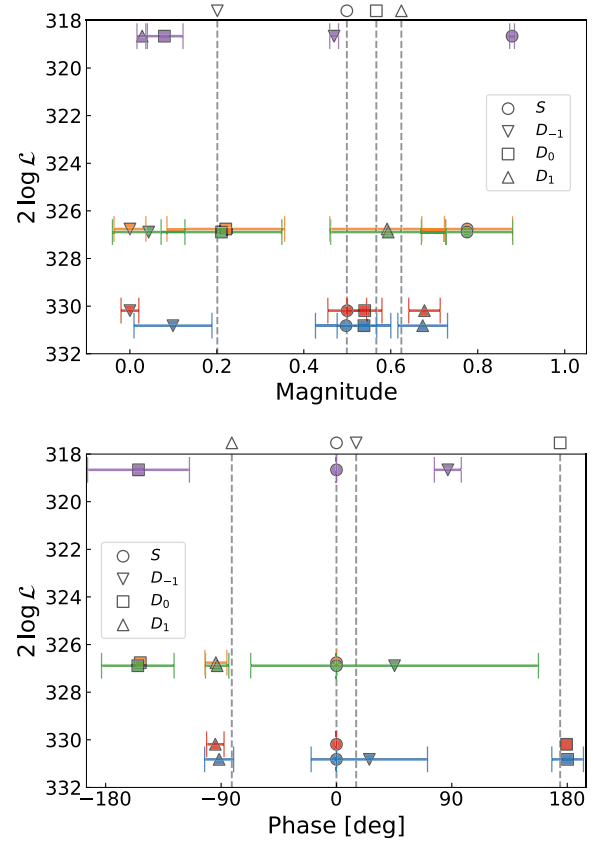 318
320
322
324
326
328
330
332
2 log ℒ
S
D₋₁
D₀
D₁
0.0 0.2 0.4 0.6 0.8 1.0
Magnitude
318
320
322
324
326
328
330
332
2 log ℒ
S
D₋₁
D₀
D₁
−180 −90 0 90 180
Phase [deg]